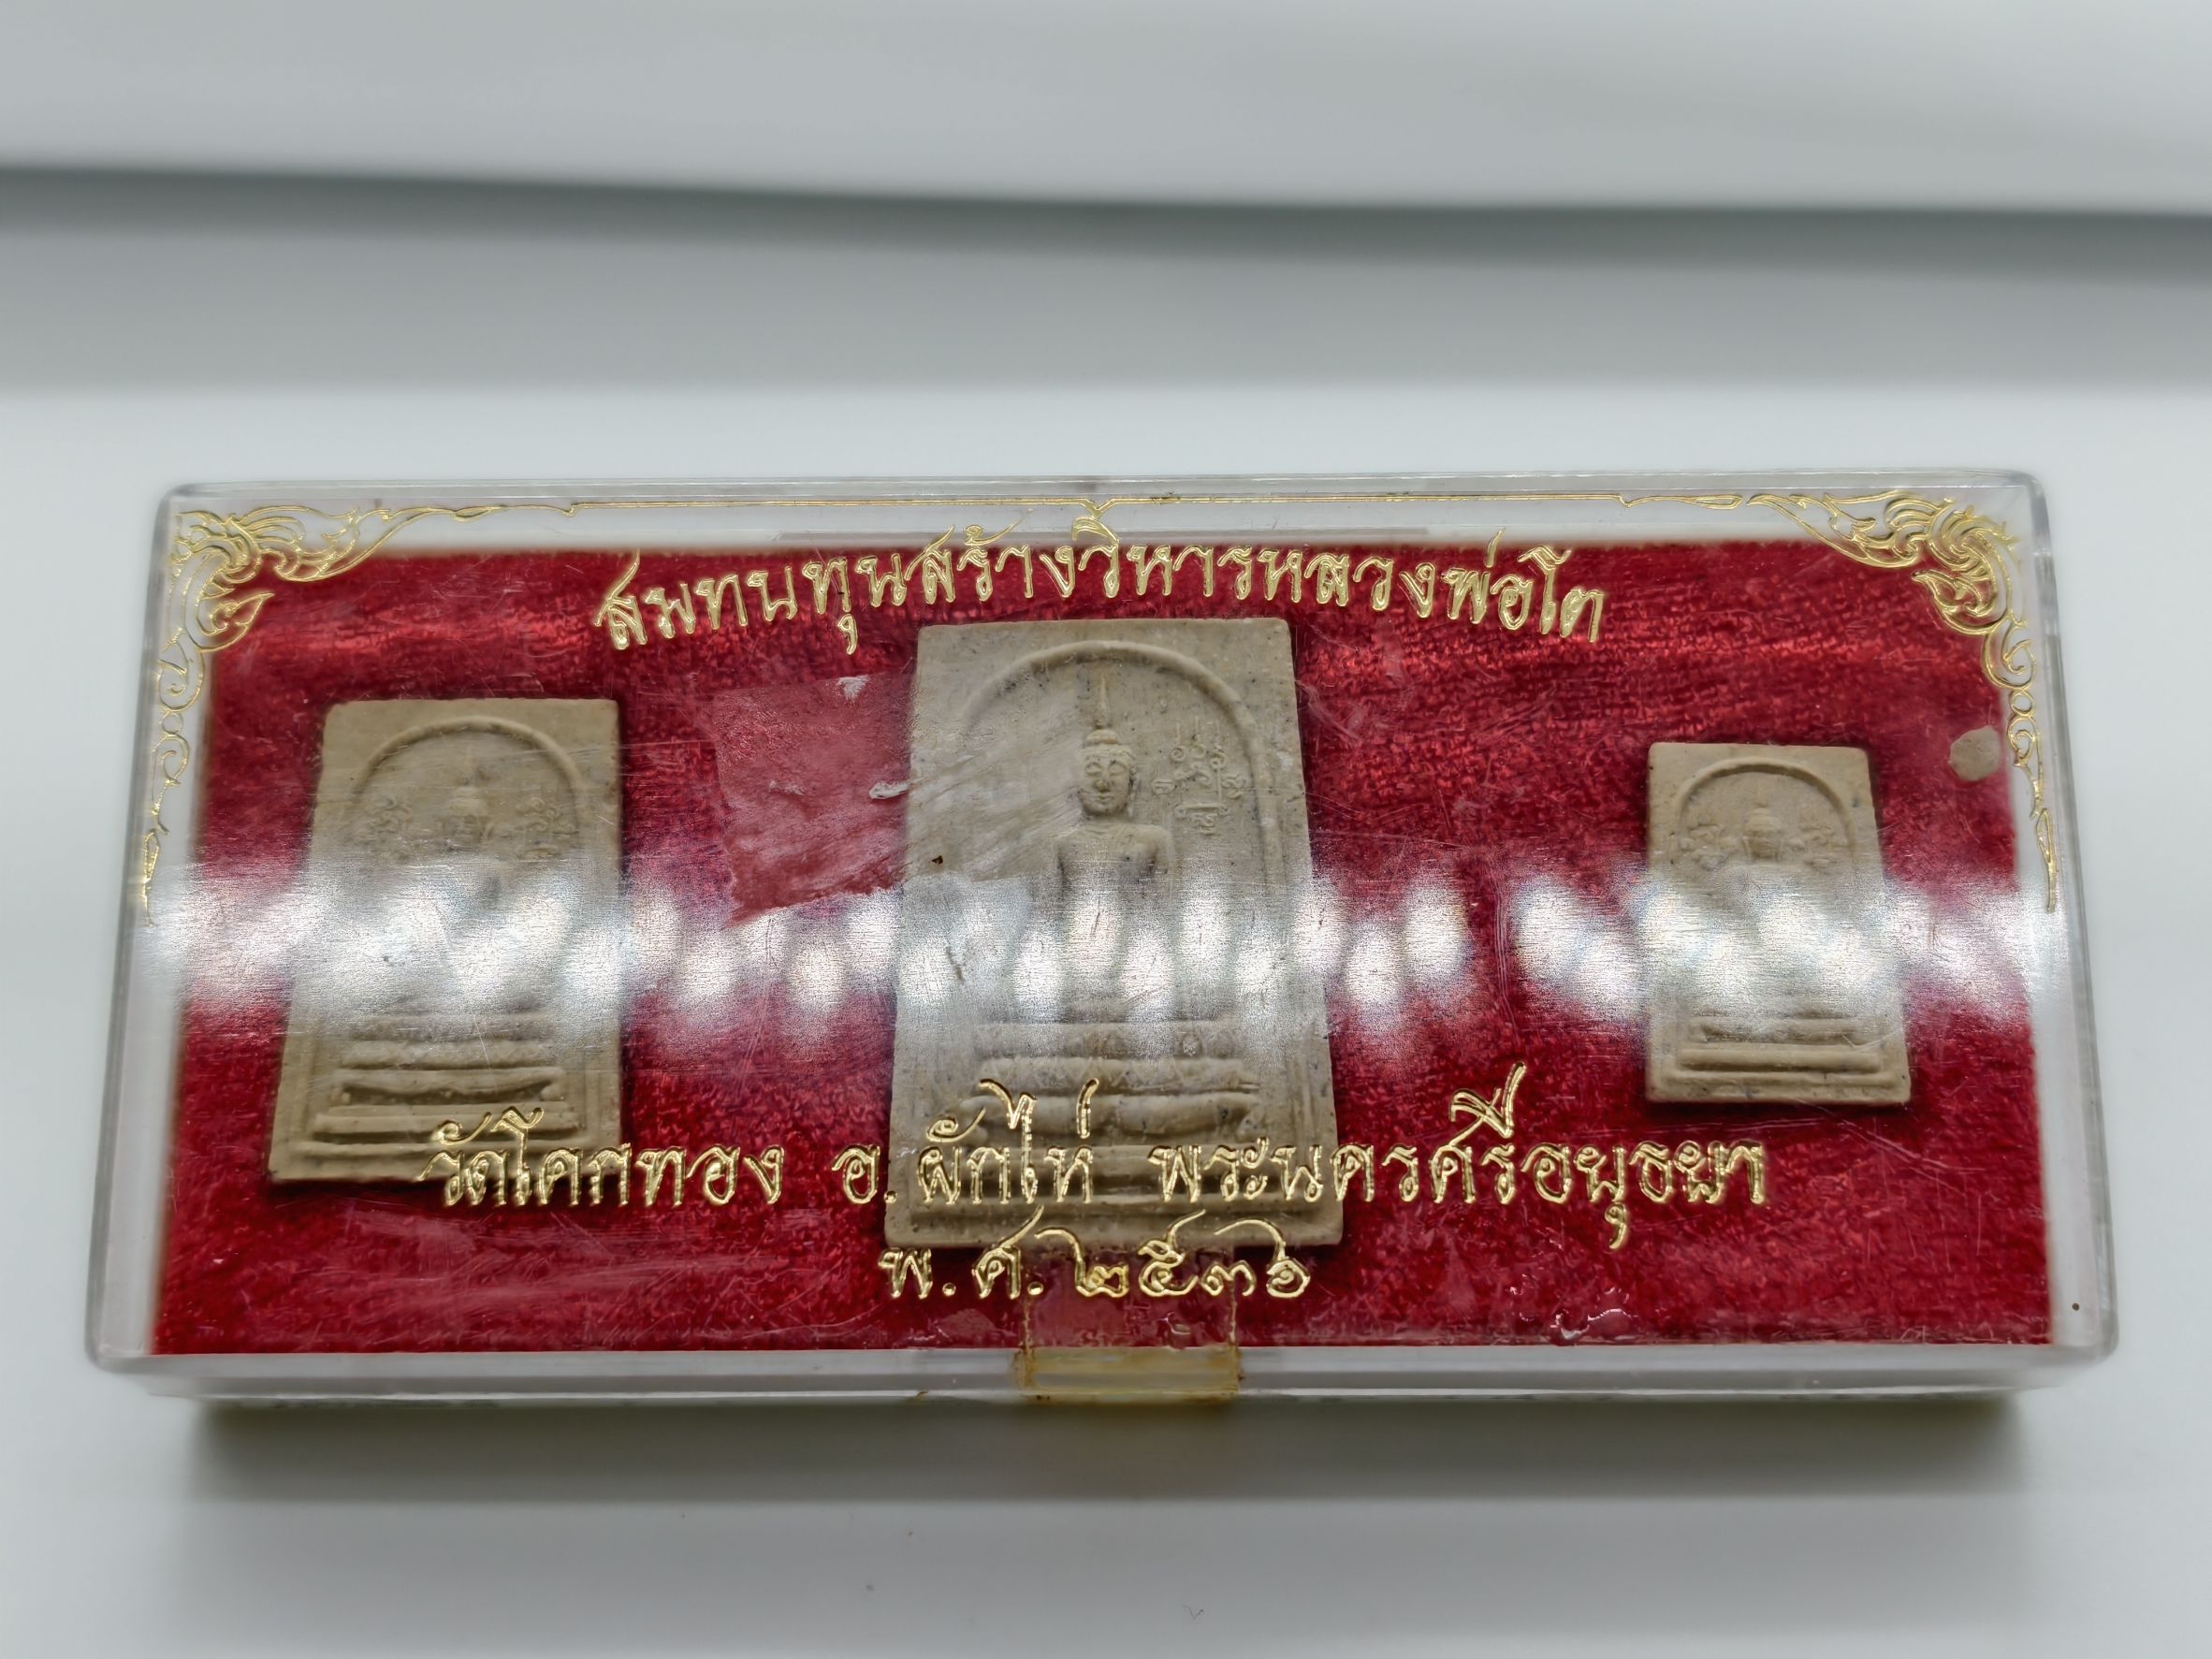 สมทบทุนสร้างวิหารหลวงพ่อโต
วัดโคกทอง อ.ผักไห่ พระนครศรีอยุธยา
พ.ศ.๒๕๓๖